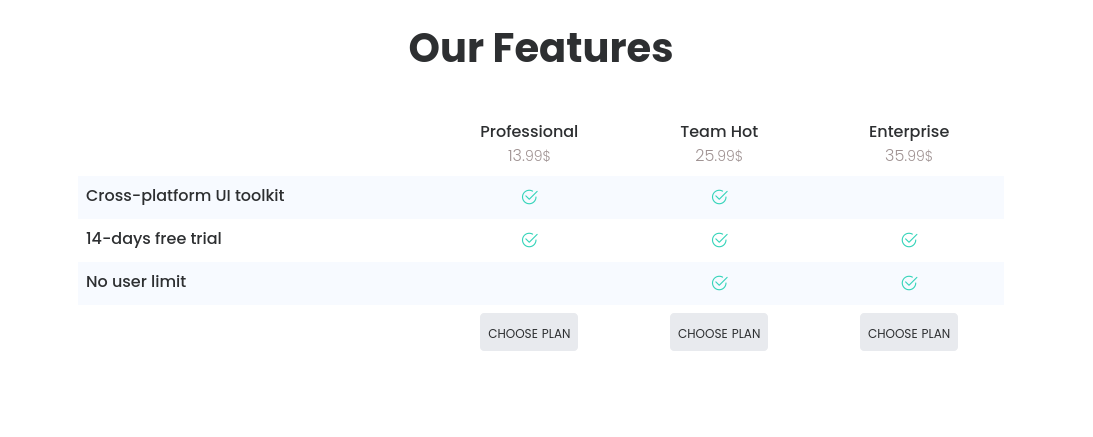 Our Features
Professional Team Hot Enterprise
13.99$ 25.99$ 35.99$
Cross-platform UI toolkit
14-days free trial
No user limit
CHOOSE PLAN CHOOSE PLAN CHOOSE PLAN